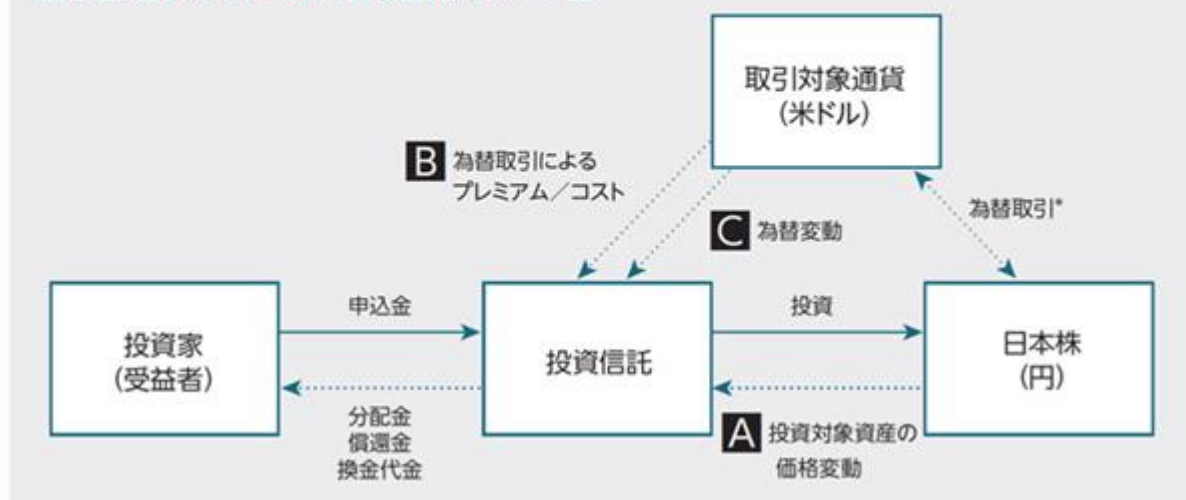 取引対象通貨
(米ドル)
B 為替取引による
プレミアム／コスト
C 為替変動
為替取引*
投資家
(受益者)
申込金
分配金
償還金
換金代金
投資信託
投資
A 投資対象資産の
価格変動
日本株
(円)